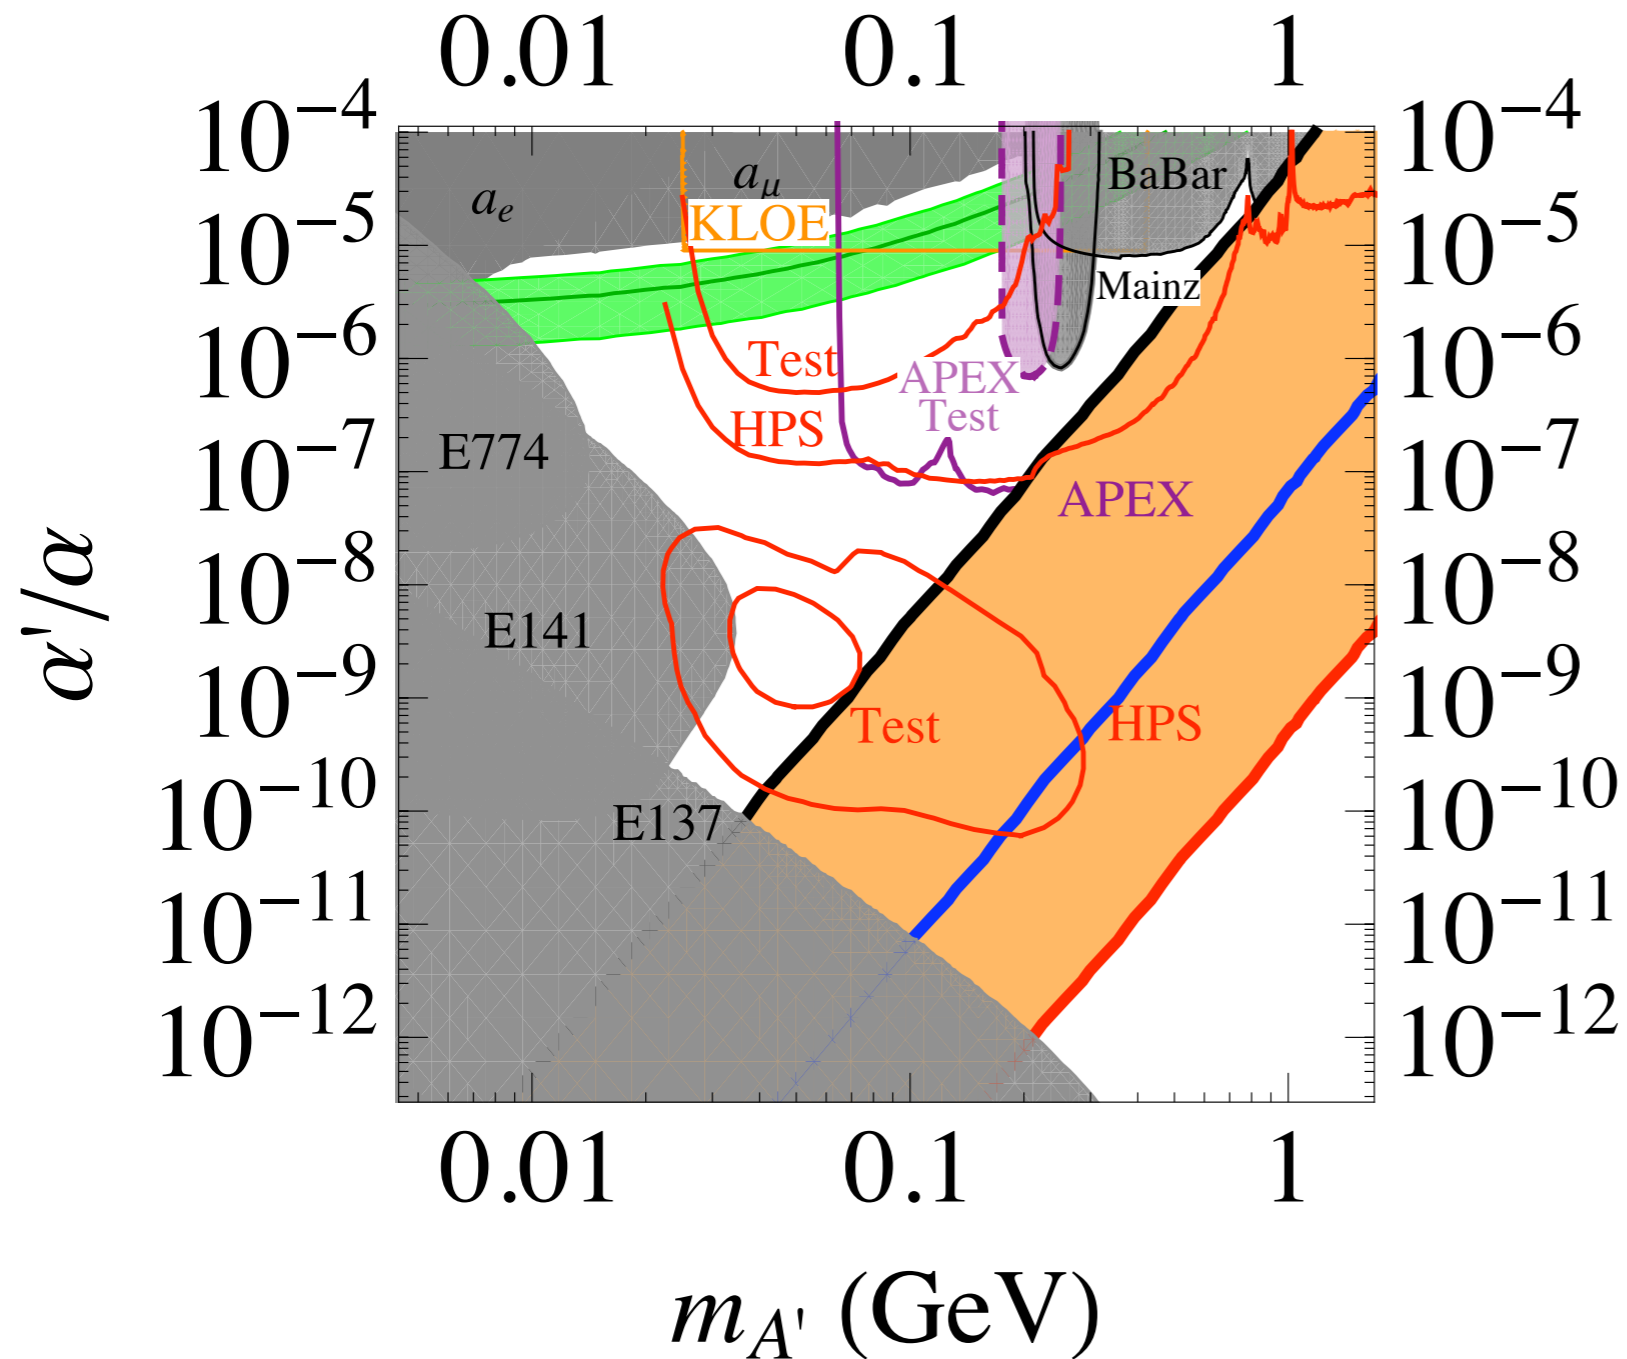 0.01 0.1 1
10⁻⁴ 10⁻⁴
aₑ aμ BaBar
10⁻⁵ KLOE 10⁻⁵
Mainz
10⁻⁶ Test APEX 10⁻⁶
Test
HPS
10⁻⁷ E774 10⁻⁷
APEX
10⁻⁸ 10⁻⁸
α'/α
E141
10⁻⁹ 10⁻⁹
Test HPS
10⁻¹⁰ E137 10⁻¹⁰
10⁻¹¹ 10⁻¹¹
10⁻¹² 10⁻¹²
0.01 0.1 1
m_A' (GeV)